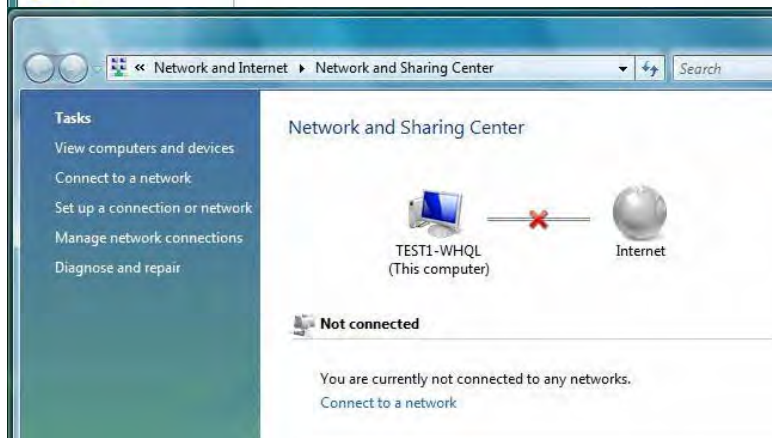 « Network and Internet ▸ Network and Sharing Center
Search
Tasks
View computers and devices
Connect to a network
Set up a connection or network
Manage network connections
Diagnose and repair
Network and Sharing Center
TEST1-WHQL
(This computer)
Internet
Not connected
You are currently not connected to any networks.
Connect to a network